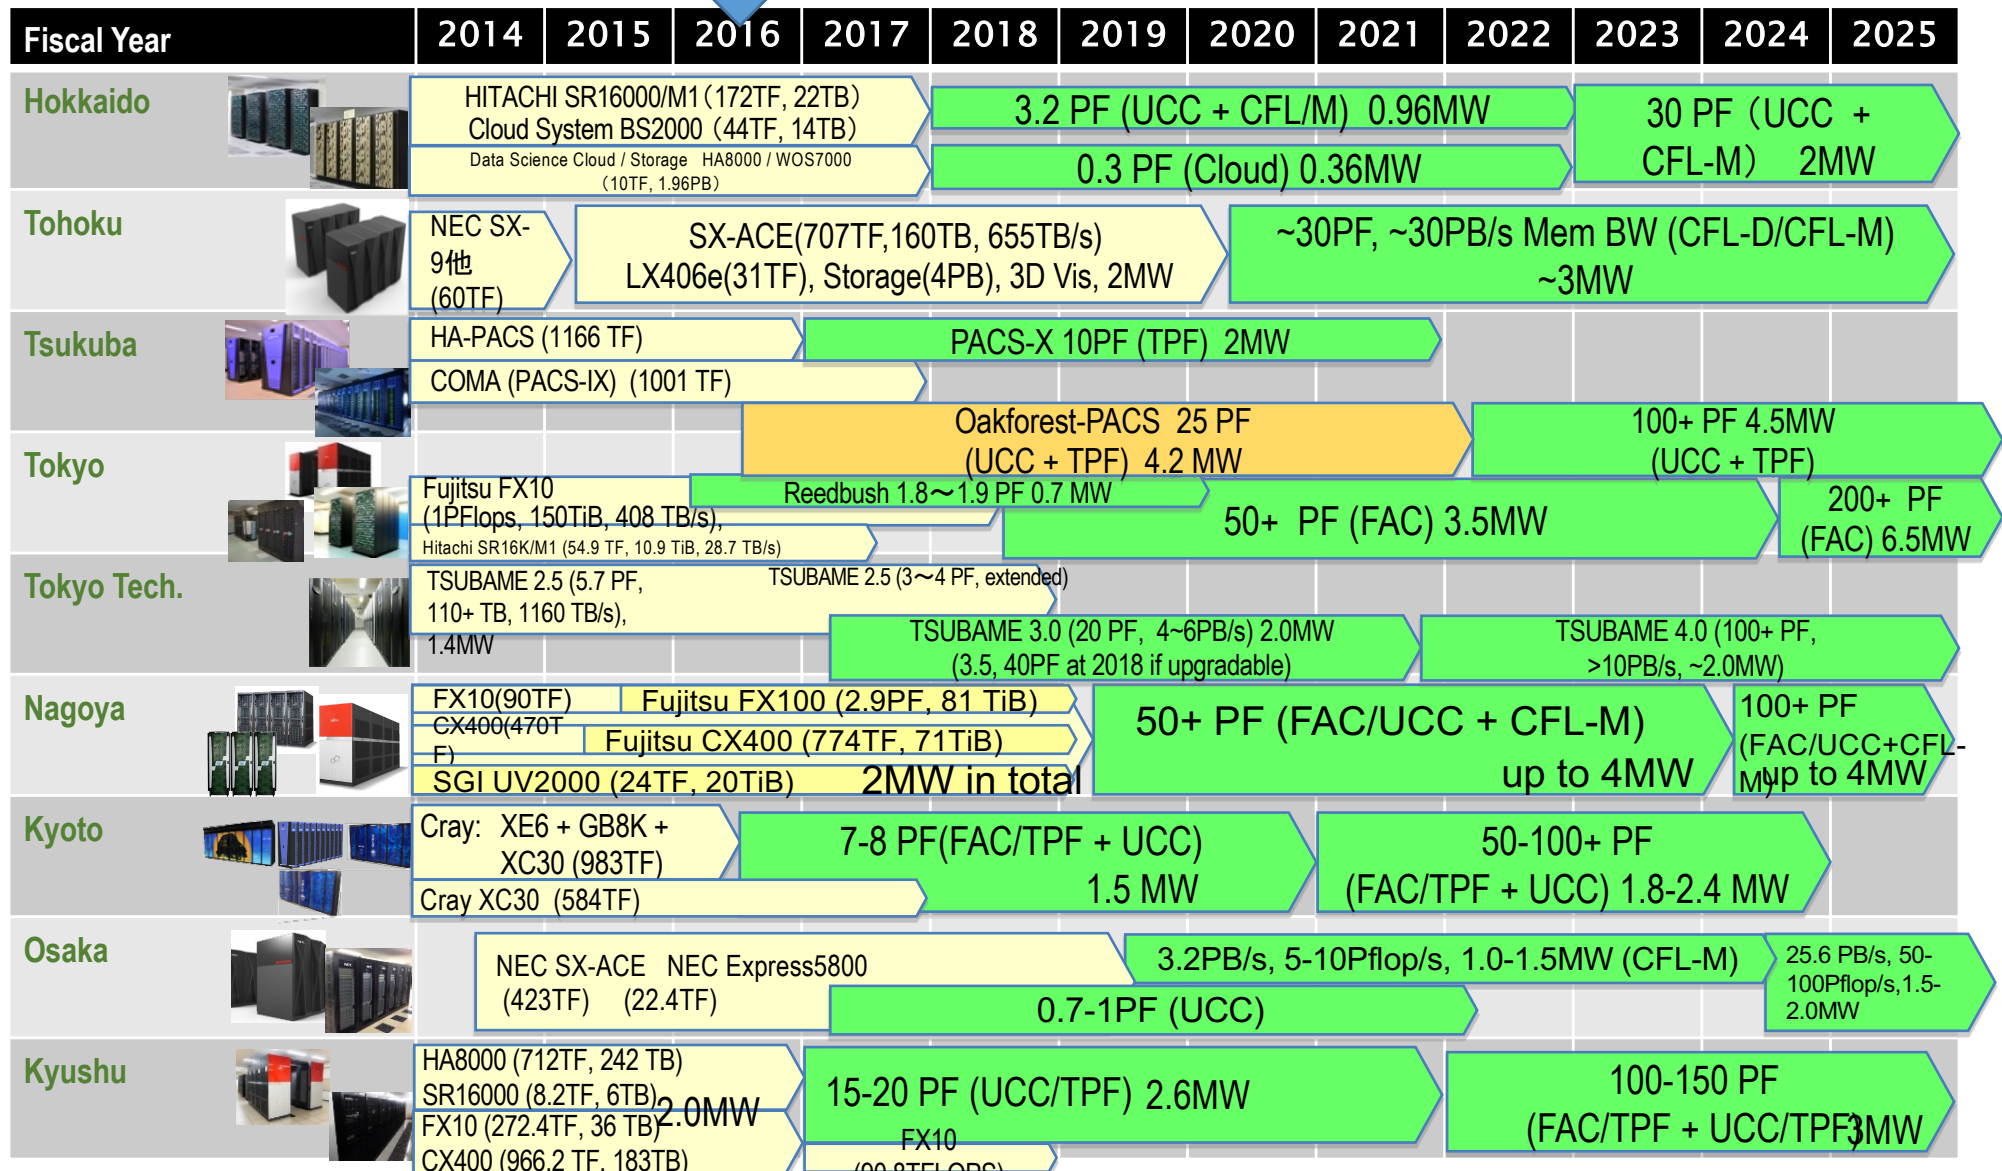 Fiscal Year 2014 2015 2016 2017 2018 2019 2020 2021 2022 2023 2024 2025
Hokkaido
HITACHI SR16000/M1（172TF, 22TB）
Cloud System BS2000 （44TF, 14TB）
Data Science Cloud / Storage HA8000 / WOS7000
（10TF, 1.96PB）
3.2 PF (UCC + CFL/M) 0.96MW
0.3 PF (Cloud) 0.36MW
30 PF （UCC +
CFL-M） 2MW
Tohoku
NEC SX-
9他
(60TF)
SX-ACE(707TF,160TB, 655TB/s)
LX406e(31TF), Storage(4PB), 3D Vis, 2MW
~30PF, ~30PB/s Mem BW (CFL-D/CFL-M)
~3MW
Tsukuba
HA-PACS (1166 TF)
PACS-X 10PF (TPF) 2MW
COMA (PACS-IX) (1001 TF)
Oakforest-PACS 25 PF
(UCC + TPF) 4.2 MW
100+ PF 4.5MW
(UCC + TPF)
Tokyo
Fujitsu FX10
(1PFlops, 150TiB, 408 TB/s),
Hitachi SR16K/M1 (54.9 TF, 10.9 TiB, 28.7 TB/s)
Reedbush 1.8～1.9 PF 0.7 MW
50+ PF (FAC) 3.5MW
200+ PF
(FAC) 6.5MW
Tokyo Tech.
TSUBAME 2.5 (5.7 PF,
110+ TB, 1160 TB/s),
1.4MW
TSUBAME 2.5 (3～4 PF, extended)
TSUBAME 3.0 (20 PF, 4~6PB/s) 2.0MW
(3.5, 40PF at 2018 if upgradable)
TSUBAME 4.0 (100+ PF,
>10PB/s, ~2.0MW)
Nagoya
FX10(90TF)
Fujitsu FX100 (2.9PF, 81 TiB)
CX400(470T
F)
Fujitsu CX400 (774TF, 71TiB)
SGI UV2000 (24TF, 20TiB)
2MW in total
50+ PF (FAC/UCC + CFL-M)
up to 4MW
100+ PF
(FAC/UCC+CFL-
M)
up to 4MW
Kyoto
Cray: XE6 + GB8K +
XC30 (983TF)
Cray XC30 (584TF)
7-8 PF(FAC/TPF + UCC)
1.5 MW
50-100+ PF
(FAC/TPF + UCC) 1.8-2.4 MW
Osaka
NEC SX-ACE NEC Express5800
(423TF) (22.4TF)
3.2PB/s, 5-10Pflop/s, 1.0-1.5MW (CFL-M)
0.7-1PF (UCC)
25.6 PB/s, 50-
100Pflop/s,1.5-
2.0MW
Kyushu
HA8000 (712TF, 242 TB)
SR16000 (8.2TF, 6TB)
2.0MW
FX10 (272.4TF, 36 TB)
CX400 (966.2 TF, 183TB)
15-20 PF (UCC/TPF) 2.6MW
FX10
(90.8TFLOPS)
100-150 PF
(FAC/TPF + UCC/TPF)
3MW